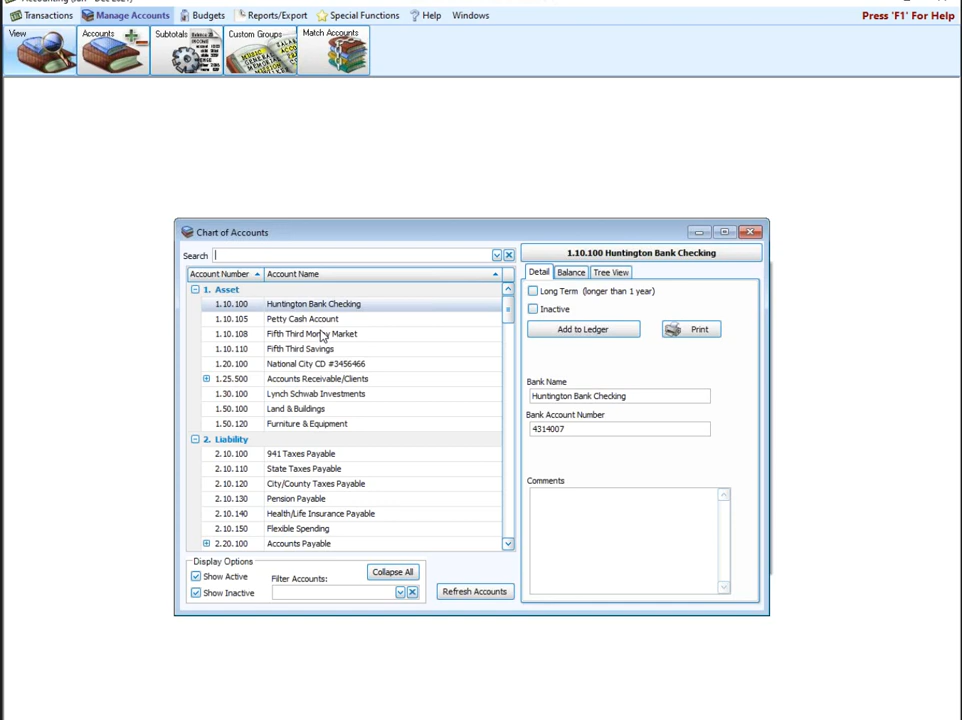 Transactions Manage Accounts Budgets Reports/Export Special Functions Help Windows Press 'F1' For Help
View Accounts Subtotals Custom Groups Match Accounts
Chart of Accounts
Search
1.10.100 Huntington Bank Checking
Account Number Account Name
Detail Balance Tree View
1. Asset
Long Term (longer than 1 year)
1.10.100 Huntington Bank Checking
Inactive
1.10.105 Petty Cash Account
Add to Ledger Print
1.10.108 Fifth Third Money Market
1.10.110 Fifth Third Savings
1.20.100 National City CD #3456466
1.25.500 Accounts Receivable/Clients
Bank Name
1.30.100 Lynch Schwab Investments
Huntington Bank Checking
1.50.100 Land & Buildings
Bank Account Number
1.50.120 Furniture & Equipment
4314007
2. Liability
2.10.100 941 Taxes Payable
2.10.110 State Taxes Payable
2.10.120 City/County Taxes Payable
Comments
2.10.130 Pension Payable
2.10.140 Health/Life Insurance Payable
2.10.150 Flexible Spending
2.20.100 Accounts Payable
Display Options
Show Active
Filter Accounts:
Collapse All
Show Inactive
Refresh Accounts